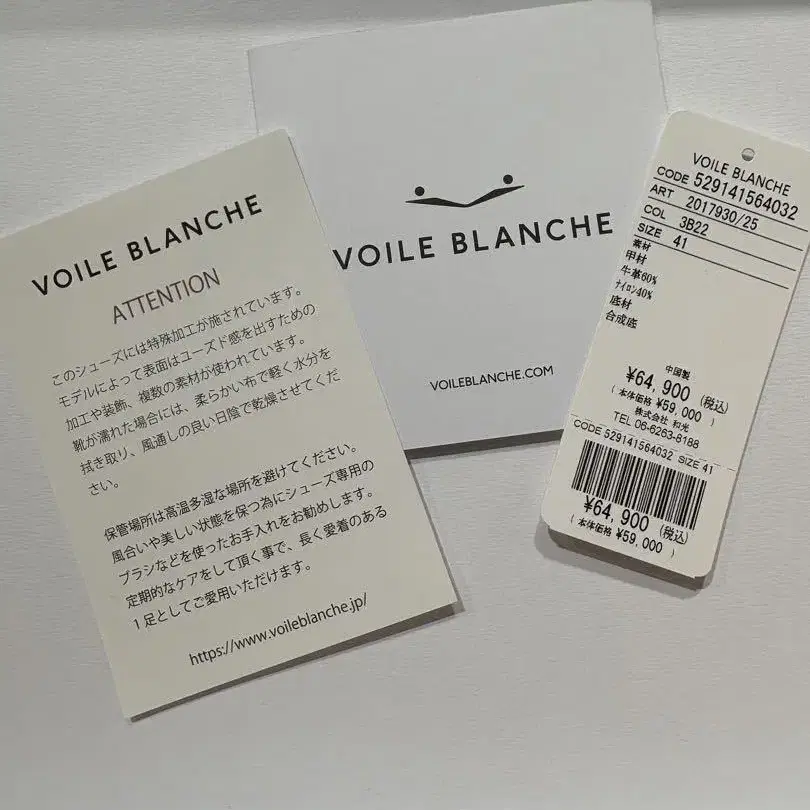 VOILE BLANCHE
ATTENTION
このシューズには特殊加工が施されています。
モデルによって表面はユーズド感を出すための
加工や装飾、複数の素材が使われています。
靴が濡れた場合には、柔らかい布で軽く水分を
拭き取り、風通しの良い日陰で乾燥させてくだ
さい。
保管場所は高温多湿な場所を避けてください。
風合いや美しい状態を保つ為にシューズ専用の
ブラシなどを使ったお手入れをお勧めします。
定期的なケアをして頂く事で、長く愛着のある
1足としてご愛用いただけます。
https://www.voileblanche.jp/
VOILE BLANCHE
VOILEBLANCHE.COM
VOILE BLANCHE
CODE 529141564032
ART 2017930/25
COL 3B22
SIZE 41
素材
甲材
牛革60%
ナイロン40%
底材
合成底
中国製
¥64,900 (税込)
( 本体価格 ¥59,000 )
株式会社 和光
TEL 06-6263-8188
CODE 529141564032 SIZE 41
¥64,900 (税込)
( 本体価格 ¥59,000 )